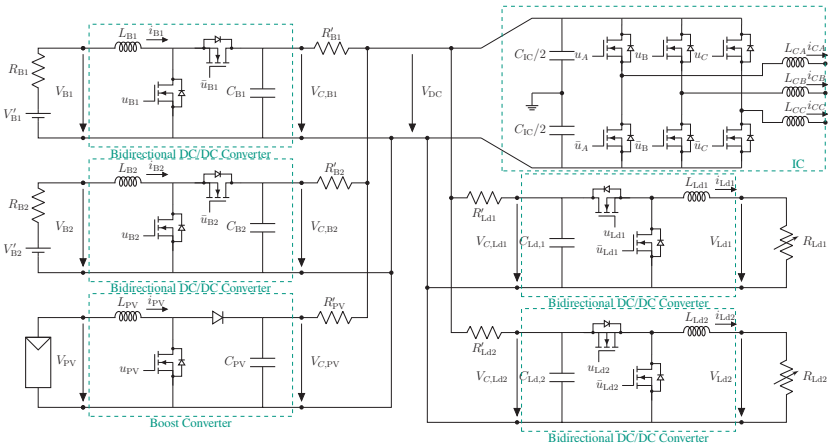 L_B1 i_B1 R'_B1
R_B1 V_B1 u_B1 ū_B1 C_B1 V_C,B1 V_DC
V'_B1
Bidirectional DC/DC Converter
L_B2 i_B2 R'_B2
R_B2 V_B2 u_B2 ū_B2 C_B2 V_C,B2
V'_B2
Bidirectional DC/DC Converter
L_PV i_PV R'_PV
V_PV u_PV C_PV V_C,PV
Boost Converter
C_IC/2 u_A u_B u_C
L_CA i_CA
L_CB i_CB
L_CC i_CC
C_IC/2 ū_A ū_B ū_C
IC
L_Ld1 i_Ld1
R'_Ld1 u_Ld1
V_C,Ld1 C_Ld,1 ū_Ld1 V_Ld1 R_Ld1
Bidirectional DC/DC Converter
L_Ld2 i_Ld2
R'_Ld2 u_Ld2
V_C,Ld2 C_Ld,2 ū_Ld2 V_Ld2 R_Ld2
Bidirectional DC/DC Converter